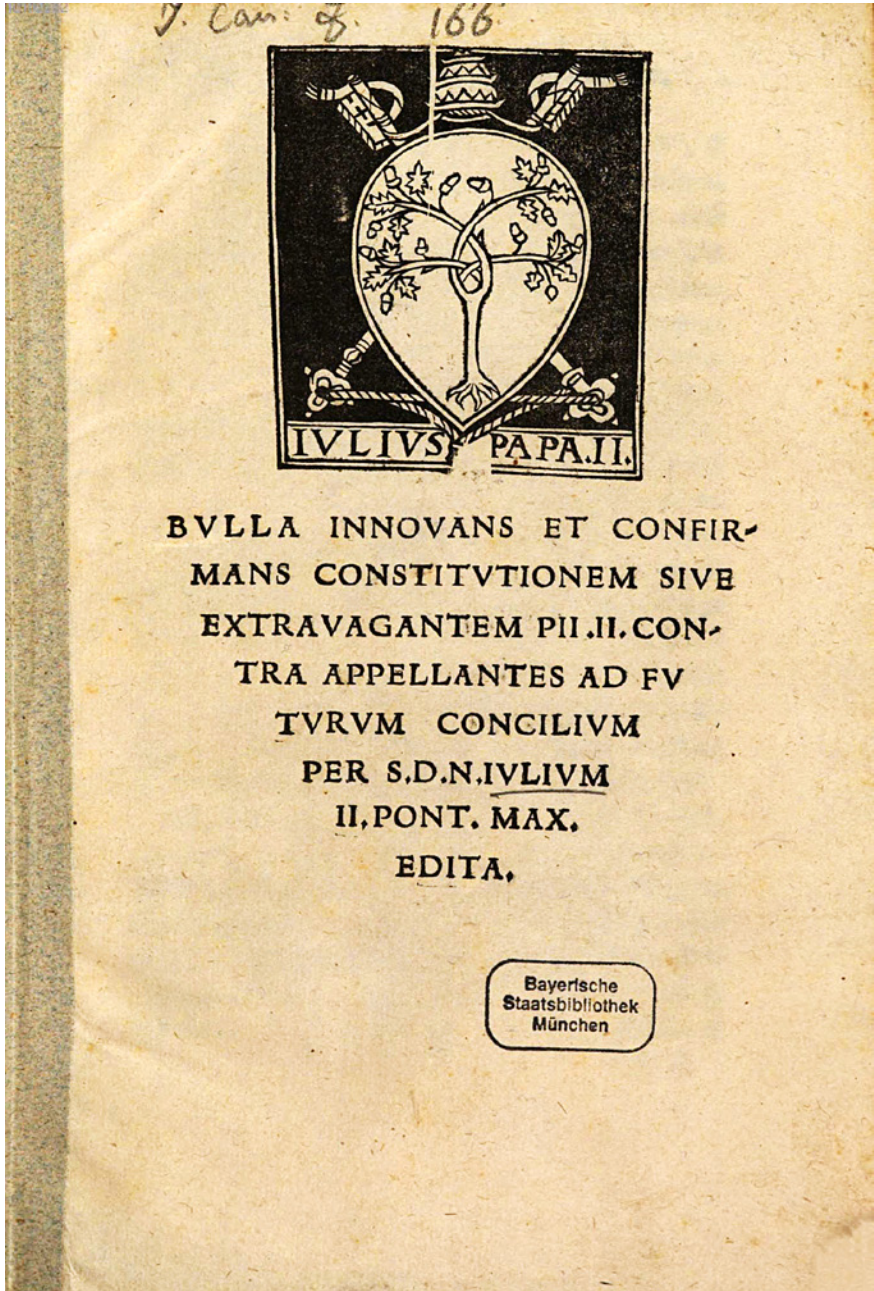 J. Can. f. 166
IVLIVS PAPA.II.
BVLLA INNOVANS ET CONFIR-
MANS CONSTITVTIONEM SIVE
EXTRAVAGANTEM PII .II. CON-
TRA APPELLANTES AD FV
TVRVM CONCILIVM
PER S.D.N.IVLIVM
II. PONT. MAX.
EDITA.
Bayerische
Staatsbibliothek
München